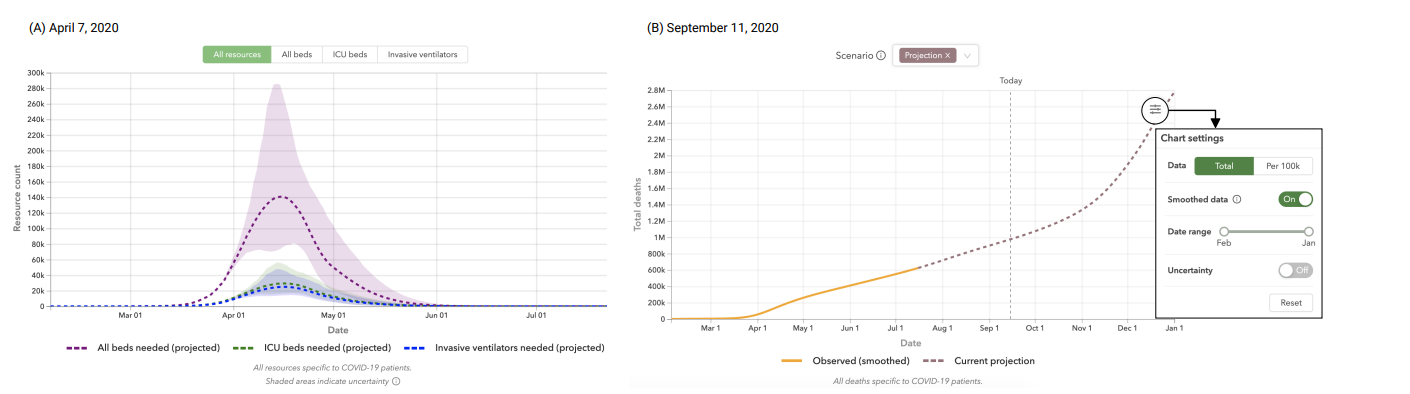 (A) April 7, 2020
All resources All beds ICU beds Invasive ventilators
300k
280k
260k
240k
220k
200k
180k
160k
140k
120k
100k
80k
60k
40k
20k
0
Resource count
Mar 01 Apr 01 May 01 Jun 01 Jul 01
Date
All beds needed (projected) ICU beds needed (projected) Invasive ventilators needed (projected)
All resources specific to COVID-19 patients.
Shaded areas indicate uncertainty
(B) September 11, 2020
Scenario Projection ×
Today
2.8M
2.6M
2.4M
2.2M
2M
1.8M
1.6M
1.4M
1.2M
1M
800k
600k
400k
200k
0
Total deaths
Mar 1 Apr 1 May 1 Jun 1 Jul 1 Aug 1 Sep 1 Oct 1 Nov 1 Dec 1 Jan 1
Date
Observed (smoothed) Current projection
All deaths specific to COVID-19 patients.
Chart settings
Data Total Per 100k
Smoothed data On
Date range
Feb Jan
Uncertainty Off
Reset